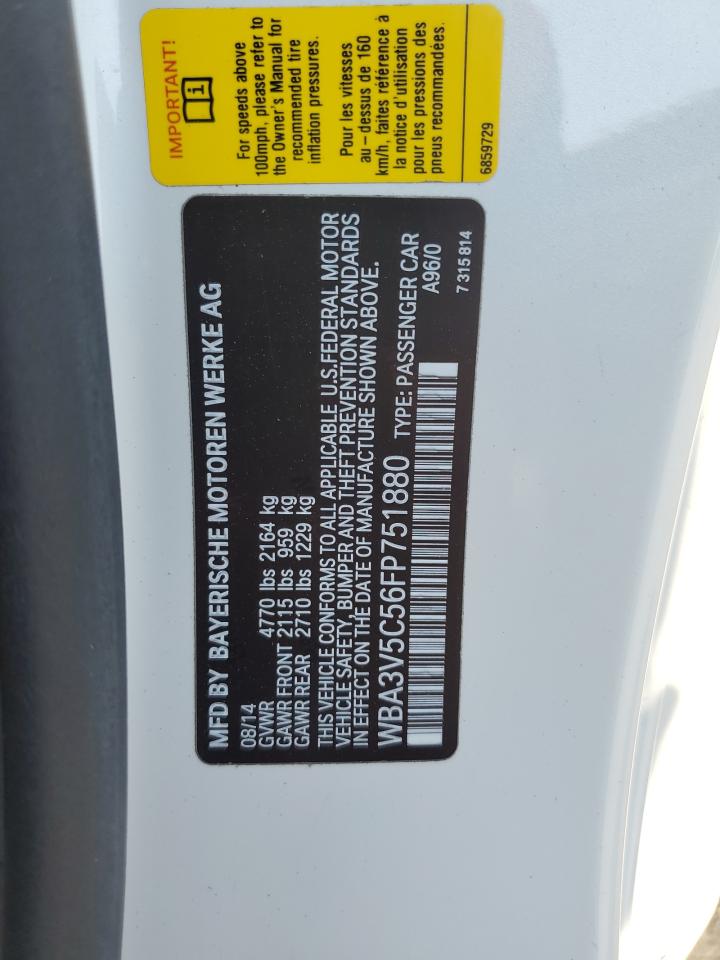 MFD BY BAYERISCHE MOTOREN WERKE AG
08/14
GVWR 4770 lbs 2164 kg
GAWR FRONT 2115 lbs 959 kg
GAWR REAR 2710 lbs 1229 kg
THIS VEHICLE CONFORMS TO ALL APPLICABLE U.S.FEDERAL MOTOR
VEHICLE SAFETY, BUMPER AND THEFT PREVENTION STANDARDS
IN EFFECT ON THE DATE OF MANUFACTURE SHOWN ABOVE.
WBA3V5C56FP751880 TYPE: PASSENGER CAR
A96/0
7 315 814
IMPORTANT!
i
For speeds above
100mph, please refer to
the Owner's Manual for
recommended tire
inflation pressures.
Pour les vitesses
au-dessus de 160
km/h, faites référence à
la notice d'utilisation
pour les pressions des
pneus recommandées.
6859729